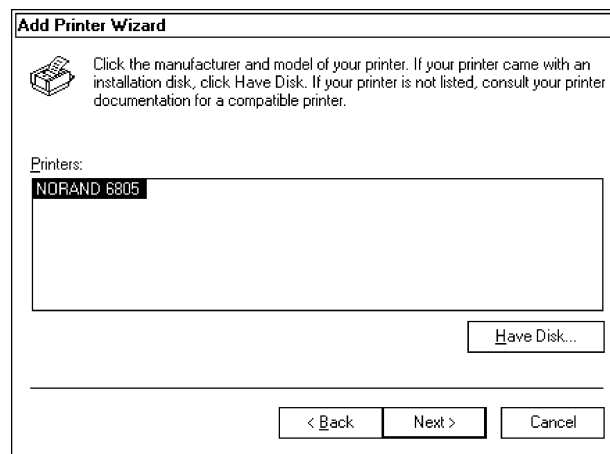 Add Printer Wizard
Click the manufacturer and model of your printer. If your printer came with an
installation disk, click Have Disk. If your printer is not listed, consult your printer
documentation for a compatible printer.
Printers:
NORAND 6805
Have Disk...
< Back
Next >
Cancel